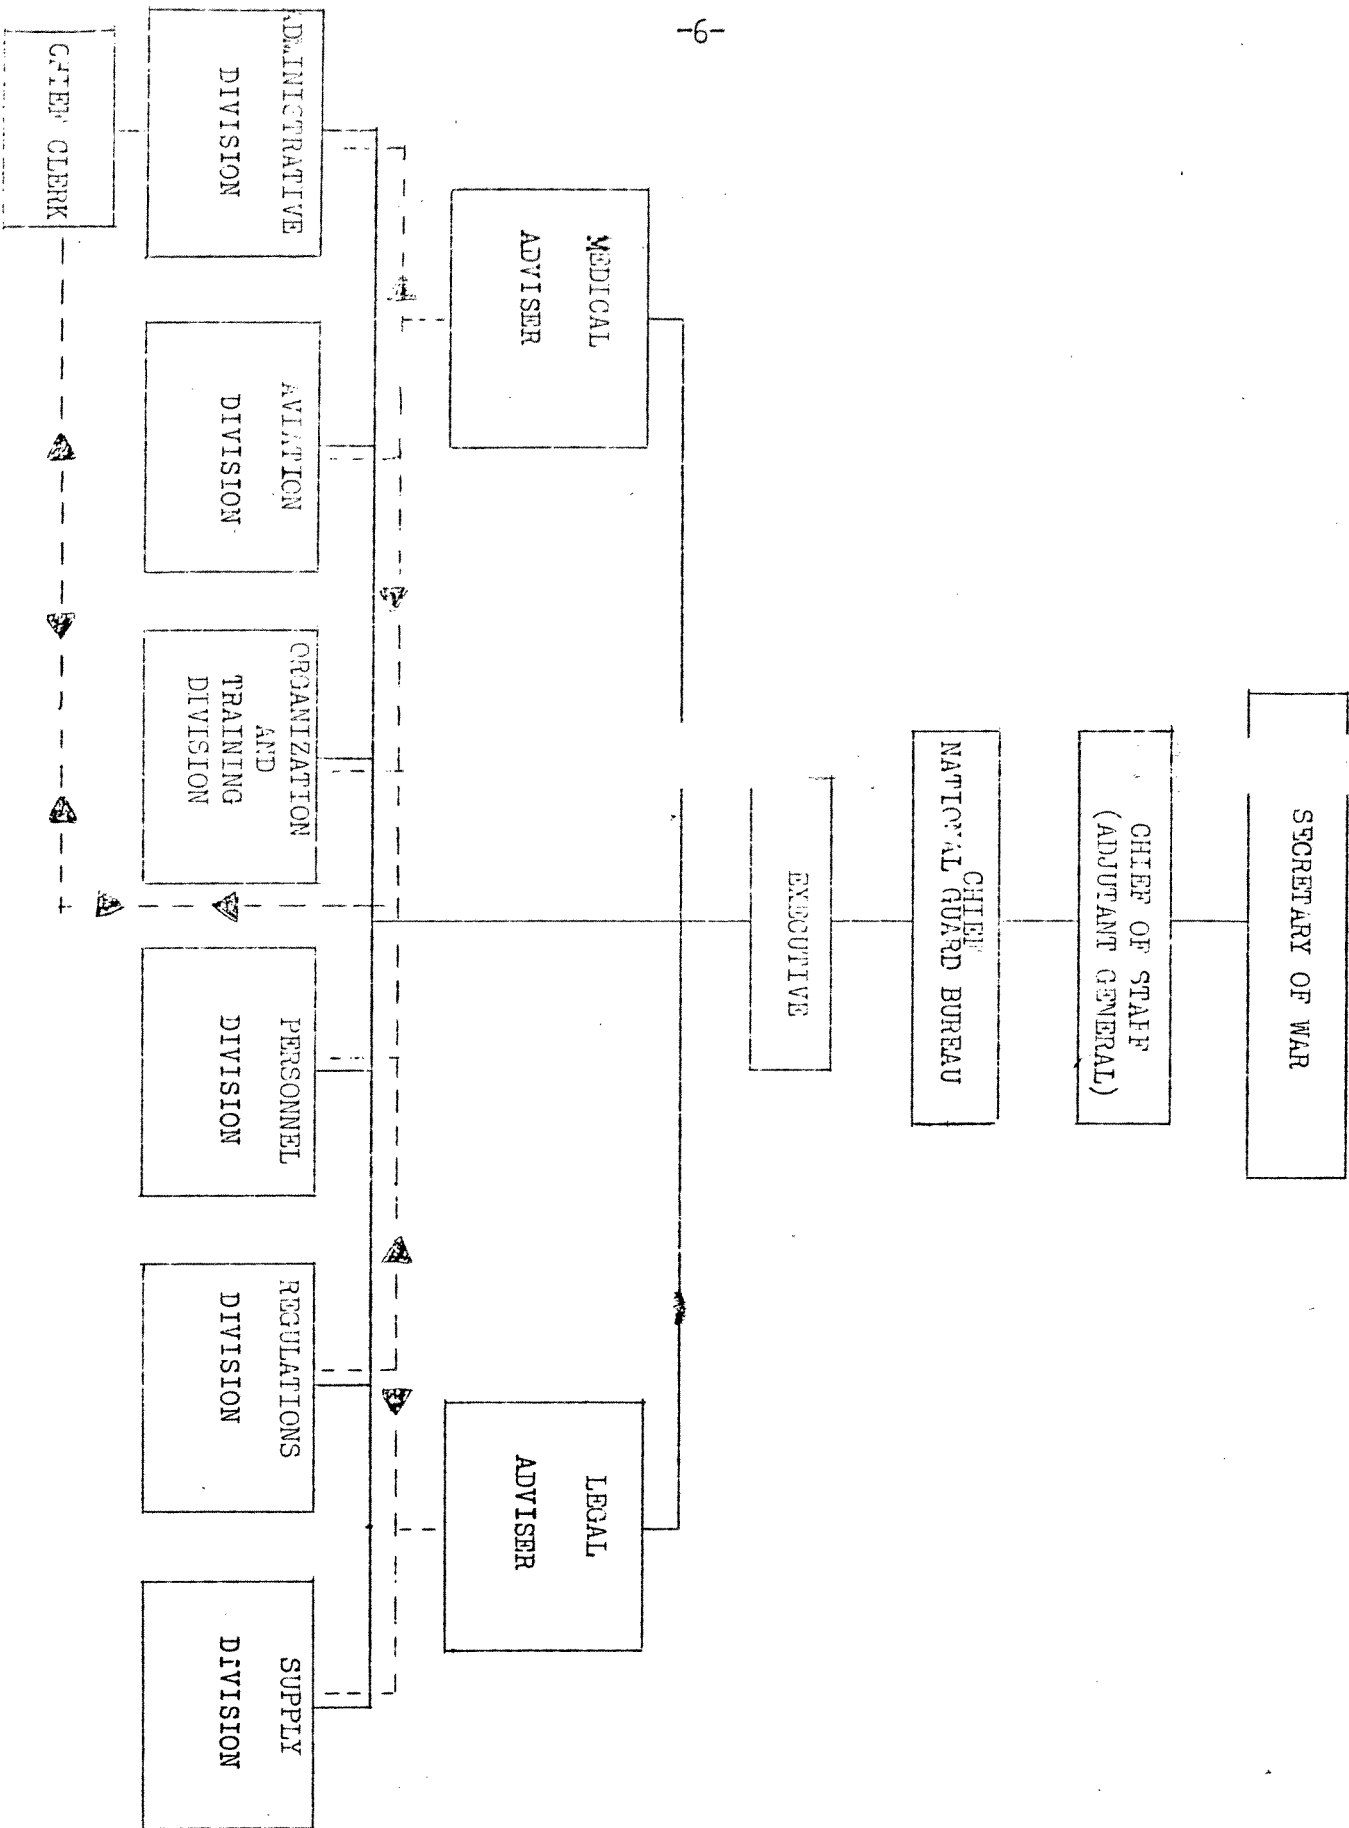 -6-
SECRETARY OF WAR
CHIEF OF STAFF
(ADJUTANT GENERAL)
CHIEF
NATIONAL GUARD BUREAU
EXECUTIVE
MEDICAL
ADVISER
LEGAL
ADVISER
ADMINISTRATIVE
DIVISION
AVIATION
DIVISION
ORGANIZATION
AND
TRAINING
DIVISION
PERSONNEL
DIVISION
REGULATIONS
DIVISION
SUPPLY
DIVISION
CHIEF CLERK